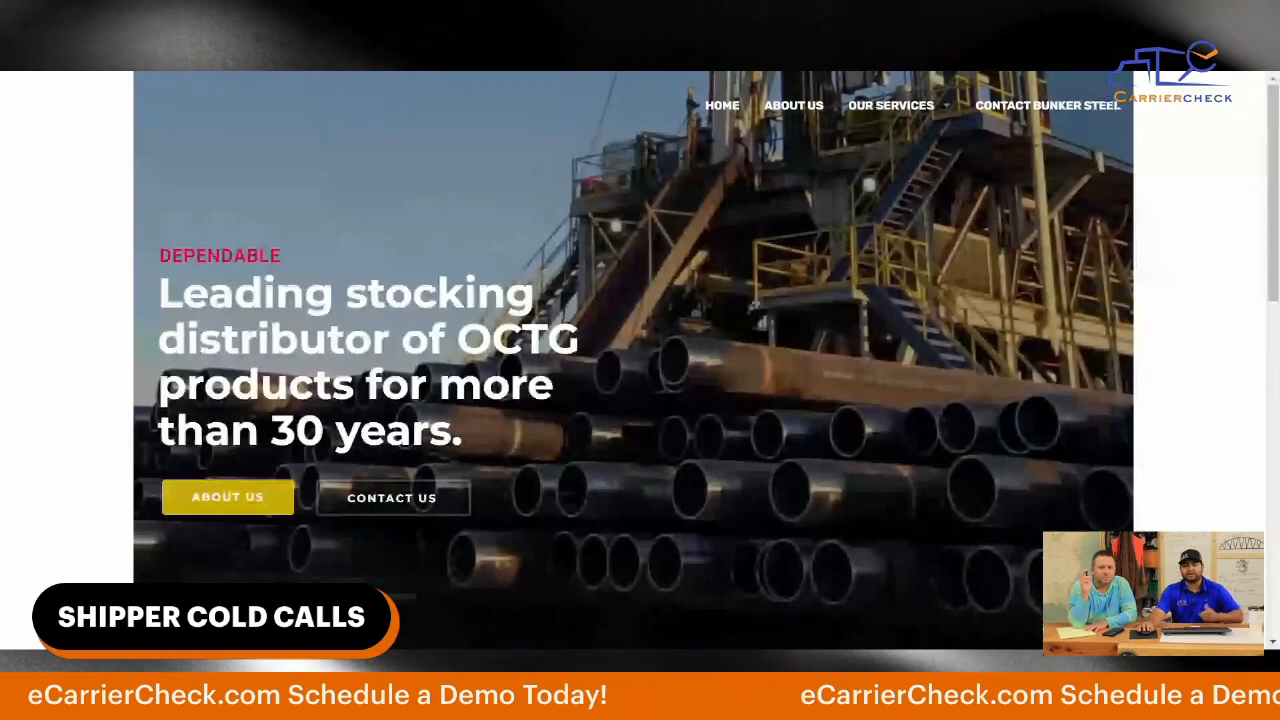 HOME ABOUT US OUR SERVICES CONTACT BUNKER STEEL
CARRIERCHECK
DEPENDABLE
Leading stocking
distributor of OCTG
products for more
than 30 years.
ABOUT US CONTACT US
SHIPPER COLD CALLS
eCarrierCheck.com Schedule a Demo Today! eCarrierCheck.com Schedule a Demo